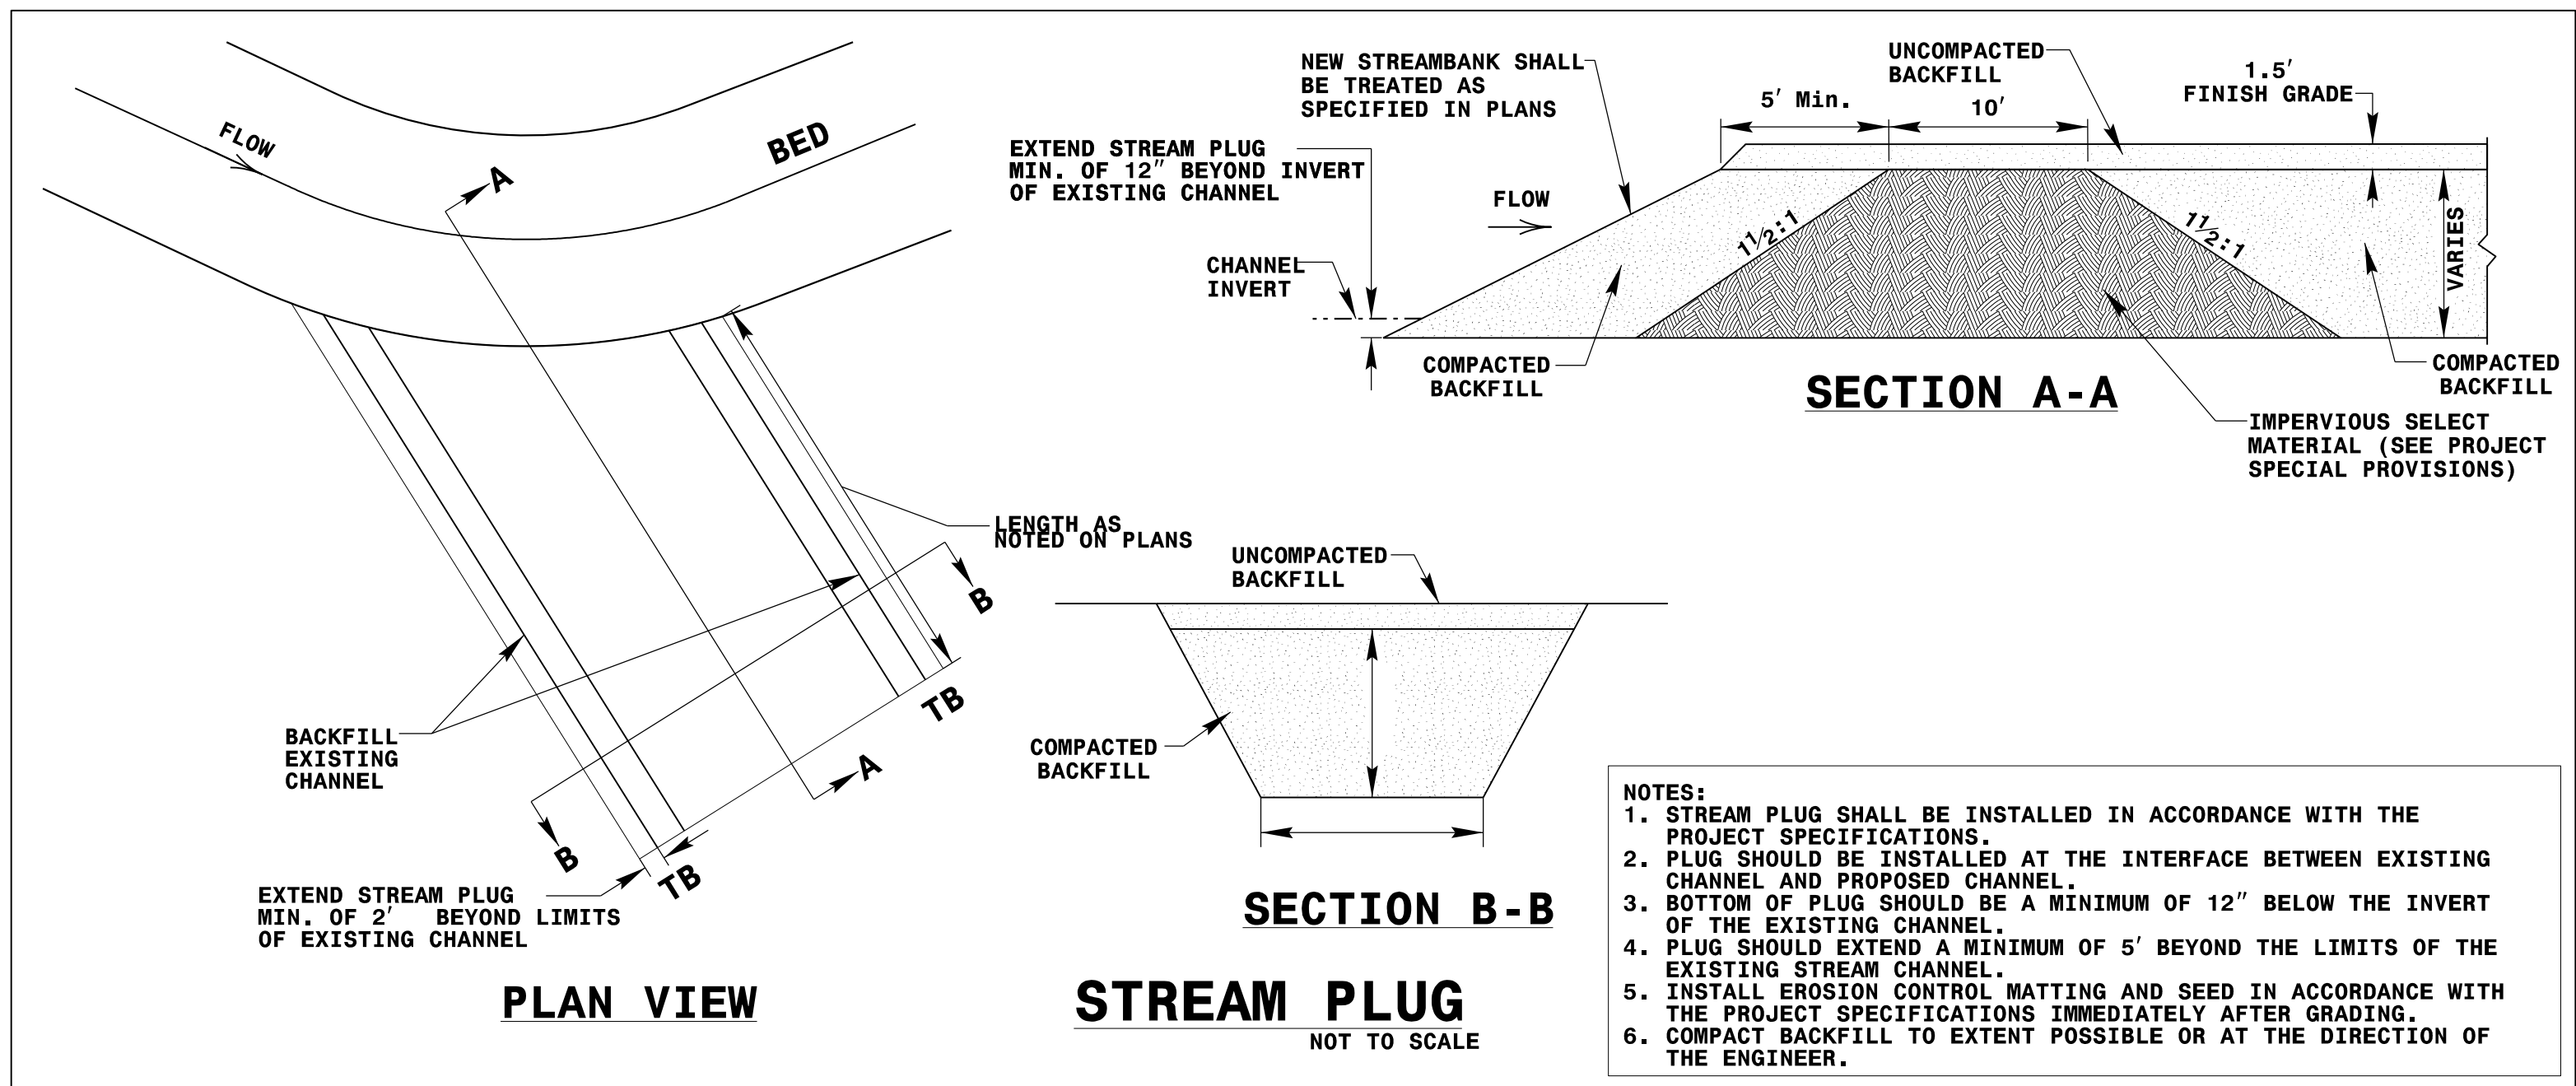 FLOW
BED
A
LENGTH AS
NOTED ON PLANS
B
TB
A
BACKFILL
EXISTING
CHANNEL
B
TB
EXTEND STREAM PLUG
MIN. OF 2' BEYOND LIMITS
OF EXISTING CHANNEL
PLAN VIEW
NEW STREAMBANK SHALL
BE TREATED AS
SPECIFIED IN PLANS
UNCOMPACTED
BACKFILL
1.5'
FINISH GRADE
5' Min.
10'
EXTEND STREAM PLUG
MIN. OF 12" BEYOND INVERT
OF EXISTING CHANNEL
FLOW
CHANNEL
INVERT
1 1/2:1
1 1/2:1
VARIES
COMPACTED
BACKFILL
COMPACTED
BACKFILL
SECTION A-A
IMPERVIOUS SELECT
MATERIAL (SEE PROJECT
SPECIAL PROVISIONS)
UNCOMPACTED
BACKFILL
COMPACTED
BACKFILL
SECTION B-B
STREAM PLUG
NOT TO SCALE
NOTES:
1. STREAM PLUG SHALL BE INSTALLED IN ACCORDANCE WITH THE
PROJECT SPECIFICATIONS.
2. PLUG SHOULD BE INSTALLED AT THE INTERFACE BETWEEN EXISTING
CHANNEL AND PROPOSED CHANNEL.
3. BOTTOM OF PLUG SHOULD BE A MINIMUM OF 12" BELOW THE INVERT
OF THE EXISTING CHANNEL.
4. PLUG SHOULD EXTEND A MINIMUM OF 5' BEYOND THE LIMITS OF THE
EXISTING STREAM CHANNEL.
5. INSTALL EROSION CONTROL MATTING AND SEED IN ACCORDANCE WITH
THE PROJECT SPECIFICATIONS IMMEDIATELY AFTER GRADING.
6. COMPACT BACKFILL TO EXTENT POSSIBLE OR AT THE DIRECTION OF
THE ENGINEER.